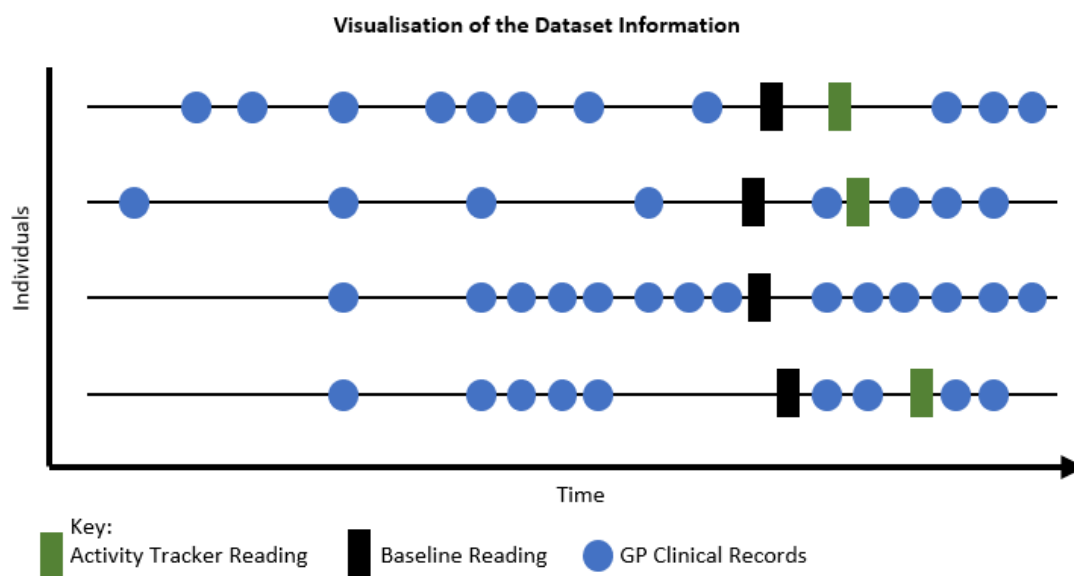 Visualisation of the Dataset Information
Individuals
Time
Key:
Activity Tracker Reading
Baseline Reading
GP Clinical Records